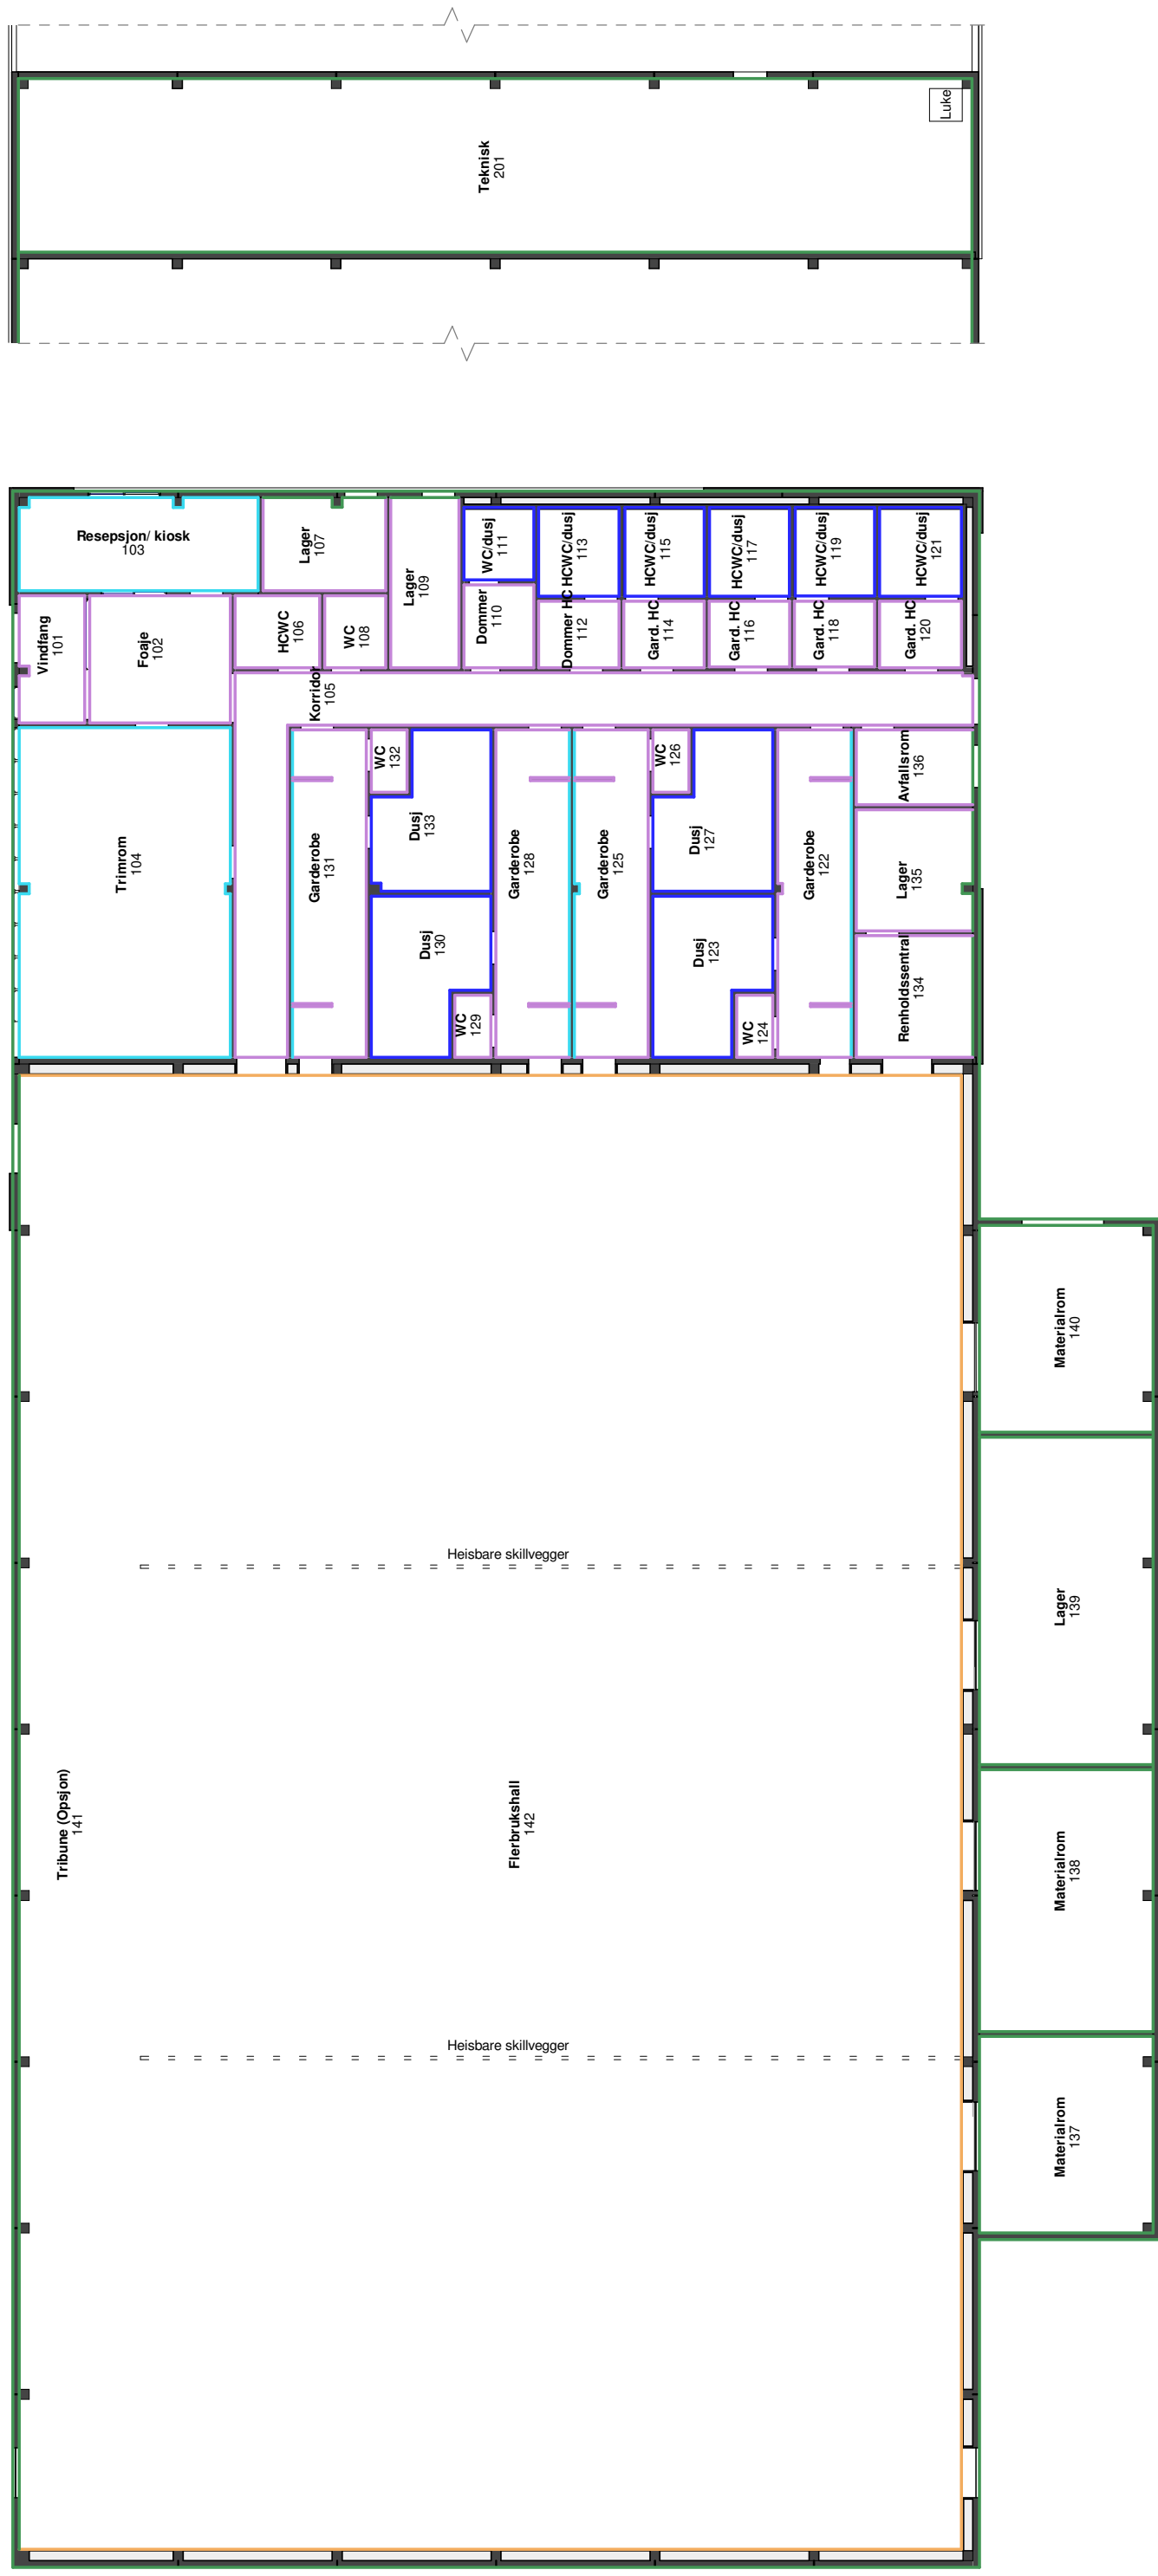 Luke
Teknisk
201
Resepsjon/ kiosk
103
Lager
107
Lager
109
WC/dusj
111
HCWC/dusj
113
HCWC/dusj
115
HCWC/dusj
117
HCWC/dusj
119
HCWC/dusj
121
Vindfang
101
Foaje
102
HCWC
106
WC
108
Dommer
110
Dommer HC
112
Gard. HC
114
Gard. HC
116
Gard. HC
118
Gard. HC
120
Korridor
105
Trimrom
104
Garderobe
131
WC
132
Dusj
133
Dusj
130
WC
129
Garderobe
128
Garderobe
125
WC
126
Dusj
127
Dusj
123
WC
124
Garderobe
122
Avfallsrom
136
Lager
135
Renholdssentral
134
Materialrom
140
Heisbare skillvegger
Lager
139
Tribune (Opsjon)
141
Flerbrukshall
142
Materialrom
138
Heisbare skillvegger
Materialrom
137